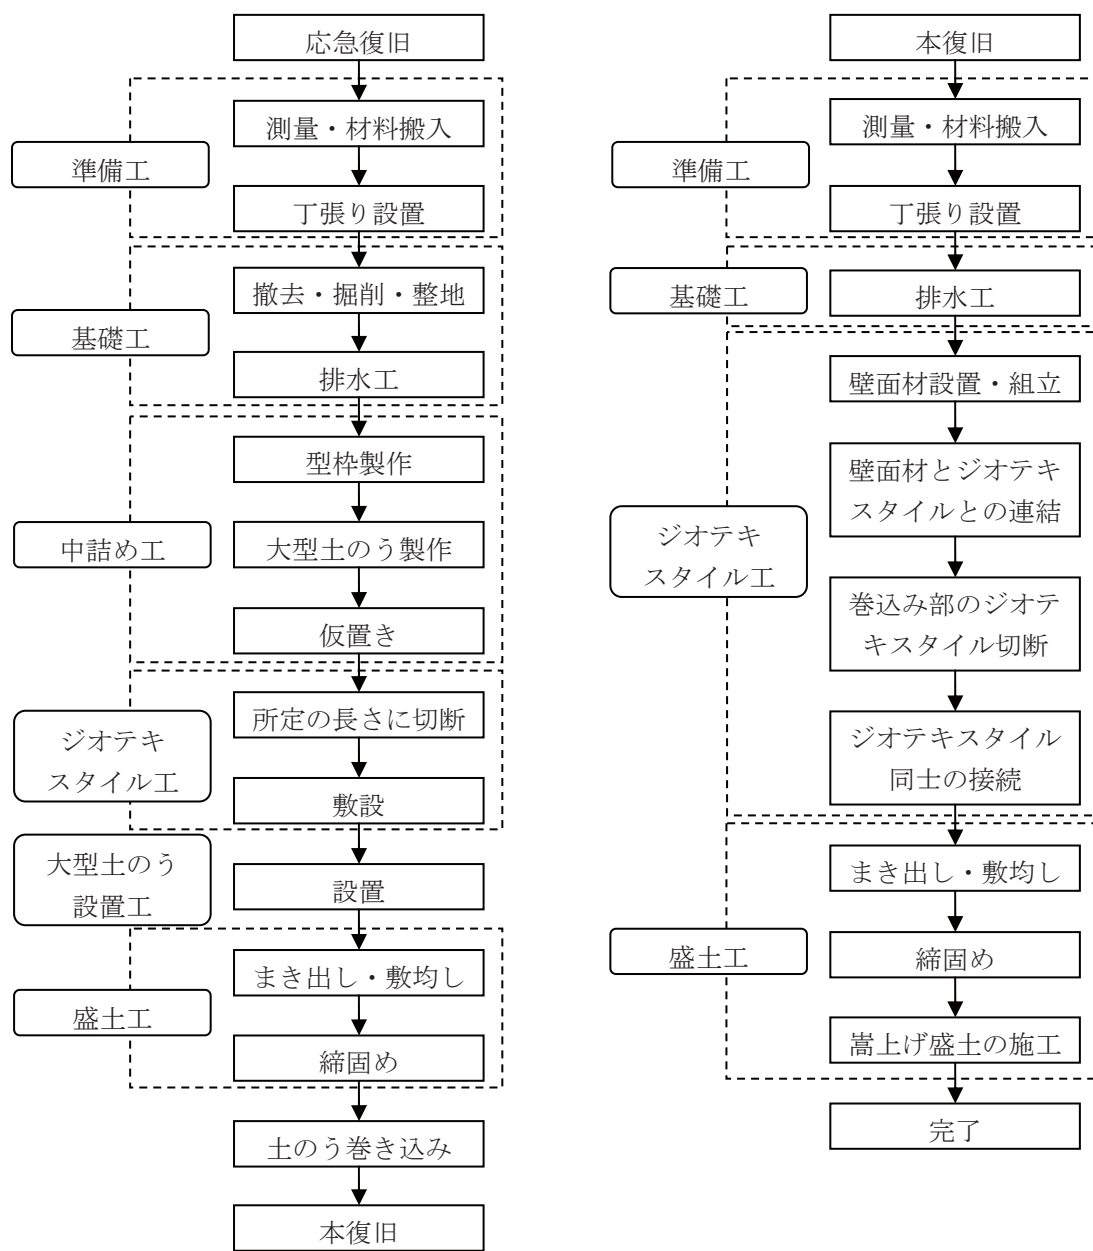 応急復旧
準備工
測量・材料搬入
丁張り設置
基礎工
撤去・掘削・整地
排水工
中詰め工
型枠製作
大型土のう製作
仮置き
ジオテキ
スタイル工
所定の長さに切断
敷設
大型土のう
設置工
設置
盛土工
まき出し・敷均し
締固め
土のう巻き込み
本復旧
本復旧
準備工
測量・材料搬入
丁張り設置
基礎工
排水工
ジオテキ
スタイル工
壁面材設置・組立
壁面材とジオテキ
スタイルとの連結
巻込み部のジオテ
キスタイル切断
ジオテキスタイル
同士の接続
盛土工
まき出し・敷均し
締固め
嵩上げ盛土の施工
完了